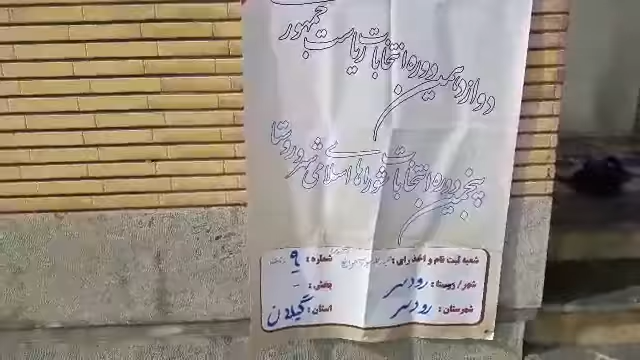 دوازدهمین دوره انتخابات ریاست جمهور
پنجمین دوره انتخابات شوراهای اسلامی شهر و روستا
شعبه ثبت نام و اخذ رای : شماره : ۹
شهر / روستا : رودسر بخش : -
شهرستان : رودسر استان : گیلان